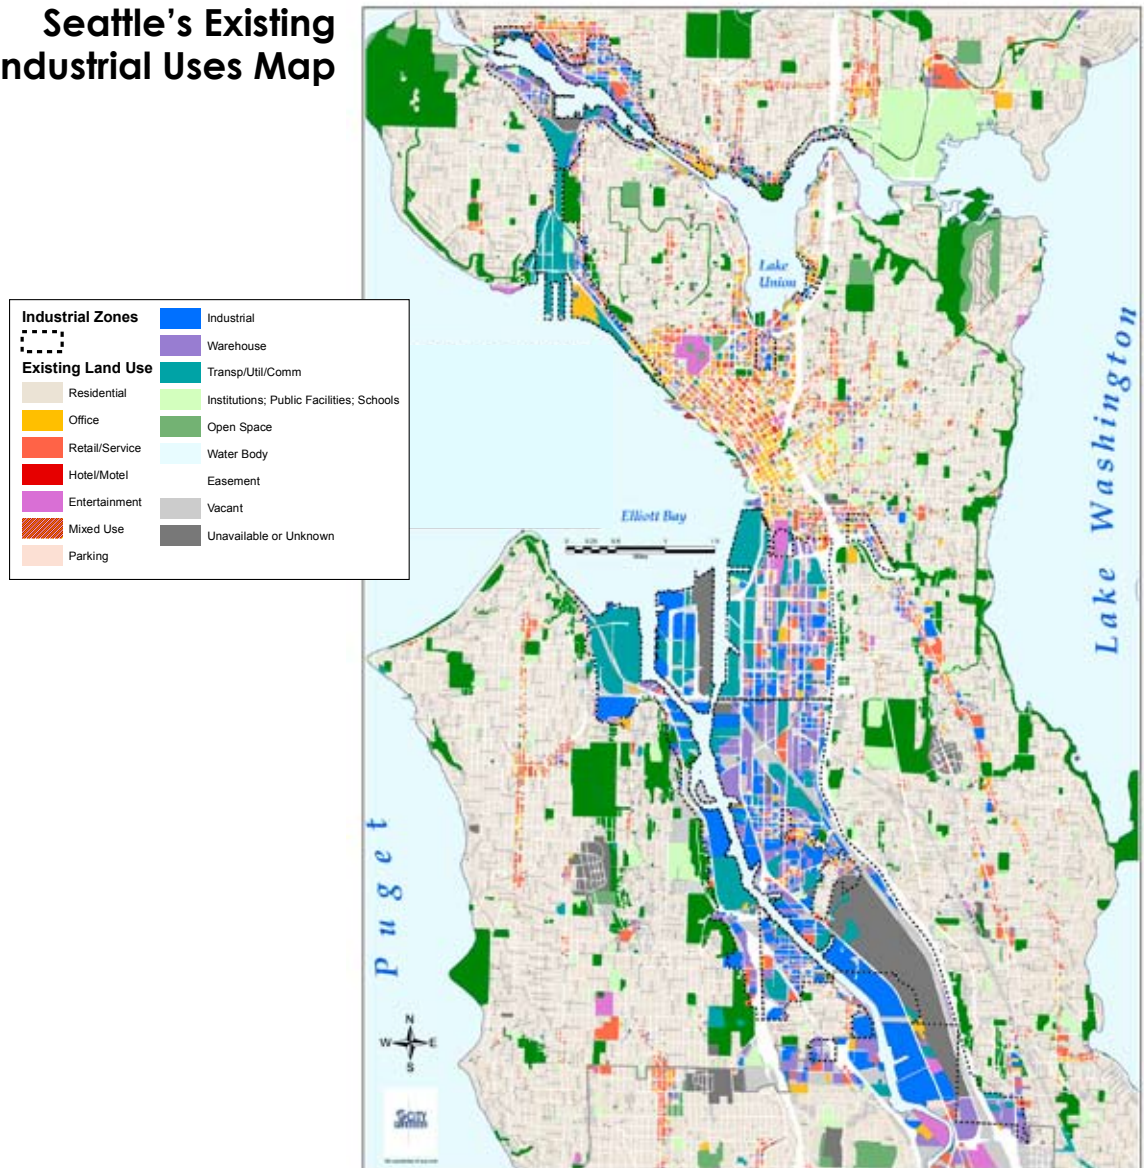 Seattle's Existing
ndustrial Uses Map
Industrial Zones
Existing Land Use
Residential
Office
Retail/Service
Hotel/Motel
Entertainment
Mixed Use
Parking
Industrial
Warehouse
Transp/Util/Comm
Institutions; Public Facilities; Schools
Open Space
Water Body
Easement
Vacant
Unavailable or Unknown
Lake
Union
Elliott Bay
Lake Washington
Puget
N
W
E
S